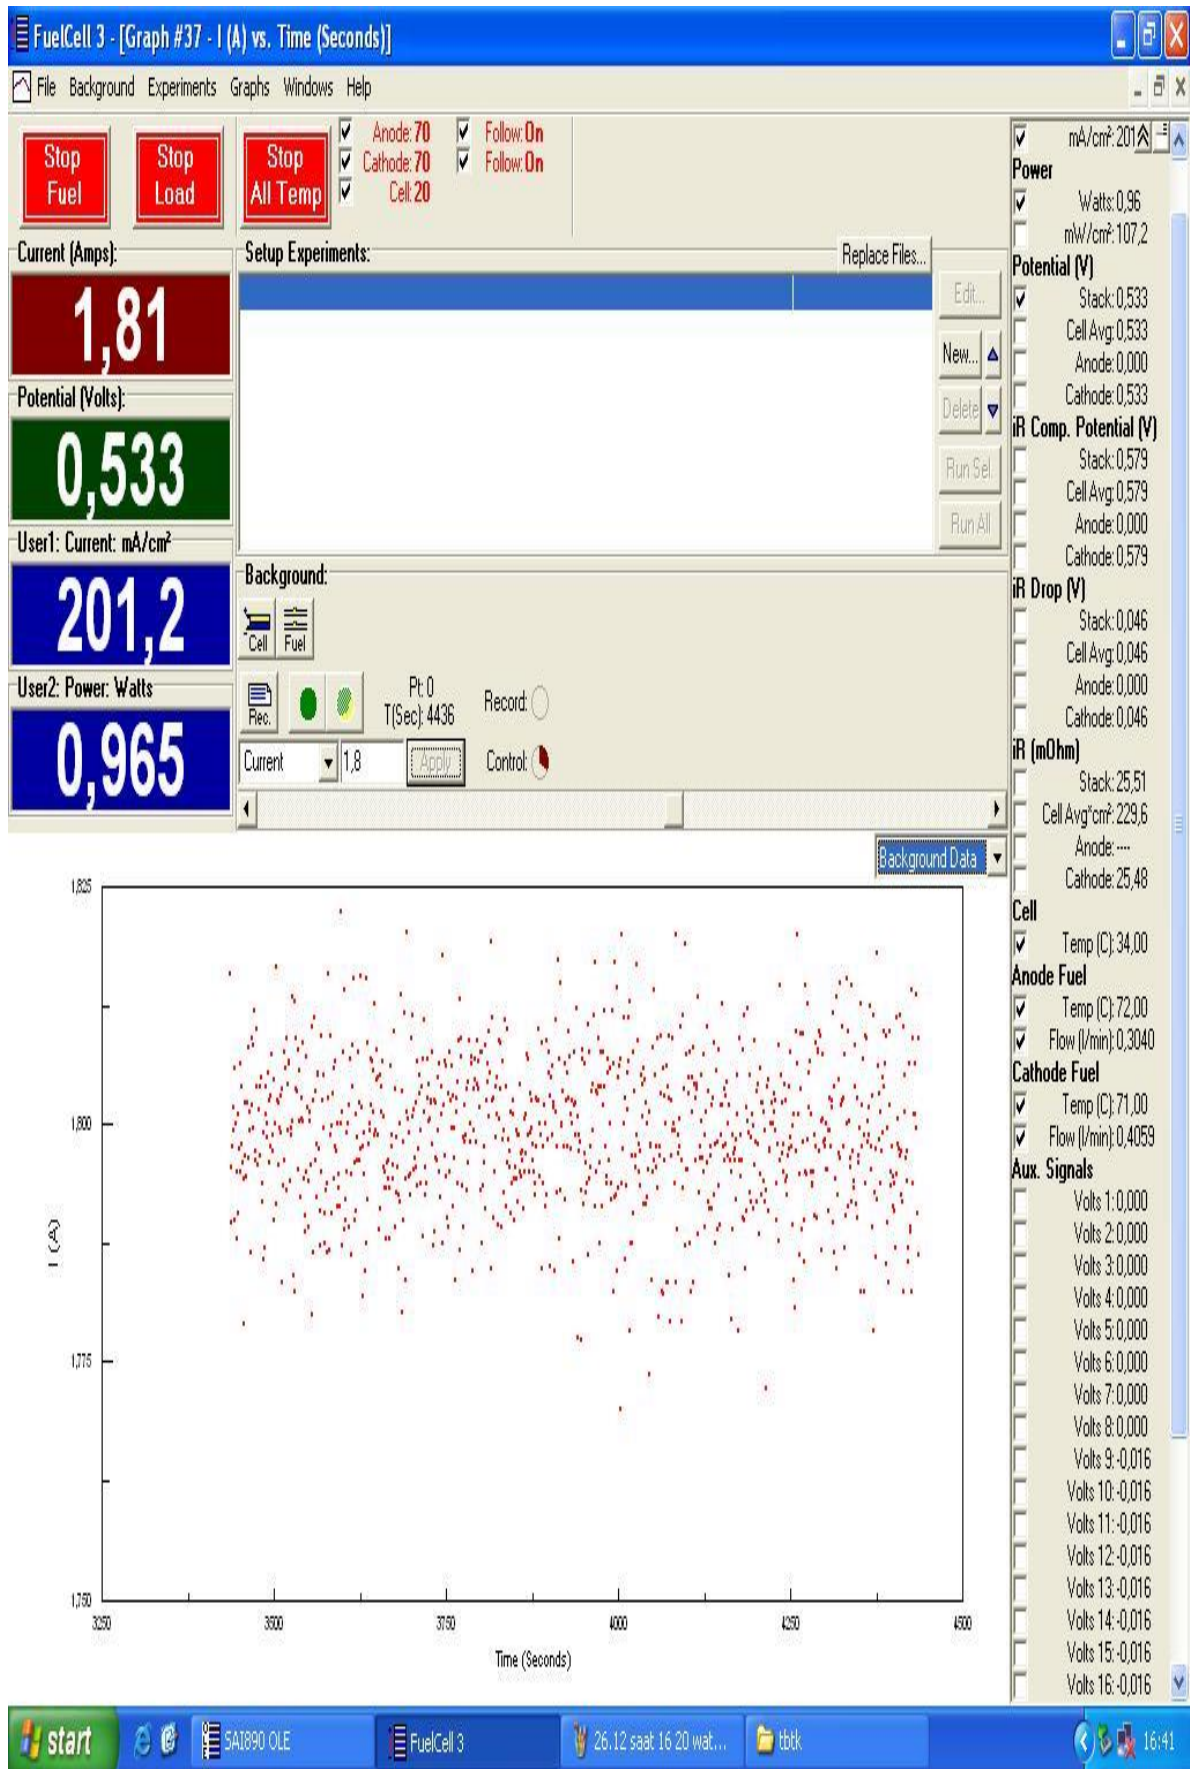 FuelCell 3 - [Graph #37 - I (A) vs. Time (Seconds)]
File Background Experiments Graphs Windows Help
Stop Fuel
Stop Load
Stop All Temp
Anode: 70 Follow: On
Cathode: 70 Follow: On
Cell: 20
Current (Amps):
1,81
Potential (Volts):
0,533
User1: Current: mA/cm²
201,2
User2: Power: Watts
0,965
Setup Experiments:
Replace Files...
Edit...
New...
Delete
Run Sel.
Run All
Background:
Cell Fuel
Rec.
Pt: 0
T(Sec): 4436
Record:
Current 1,8 Apply Control:
Background Data
mA/cm²: 201
Power
Watts: 0,96
mW/cm²: 107,2
Potential (V)
Stack: 0,533
Cell Avg: 0,533
Anode: 0,000
Cathode: 0,533
iR Comp. Potential (V)
Stack: 0,579
Cell Avg: 0,579
Anode: 0,000
Cathode: 0,579
iR Drop (V)
Stack: 0,046
Cell Avg: 0,046
Anode: 0,000
Cathode: 0,046
iR (mOhm)
Stack: 25,51
Cell Avg*cm²: 229,6
Anode: ----
Cathode: 25,48
Cell
Temp (C): 34,00
Anode Fuel
Temp (C): 72,00
Flow (l/min): 0,3040
Cathode Fuel
Temp (C): 71,00
Flow (l/min): 0,4059
Aux. Signals
Volts 1: 0,000
Volts 2: 0,000
Volts 3: 0,000
Volts 4: 0,000
Volts 5: 0,000
Volts 6: 0,000
Volts 7: 0,000
Volts 8: 0,000
Volts 9: -0,016
Volts 10: -0,016
Volts 11: -0,016
Volts 12: -0,016
Volts 13: -0,016
Volts 14: -0,016
Volts 15: -0,016
Volts 16: -0,016
1,825
1,800
1,775
1,750
I (A)
3250 3500 3750 4000 4250 4500
Time (Seconds)
start
SAI890 OLE
FuelCell 3
26.12 saat 16 20 wat...
tbtk
16:41